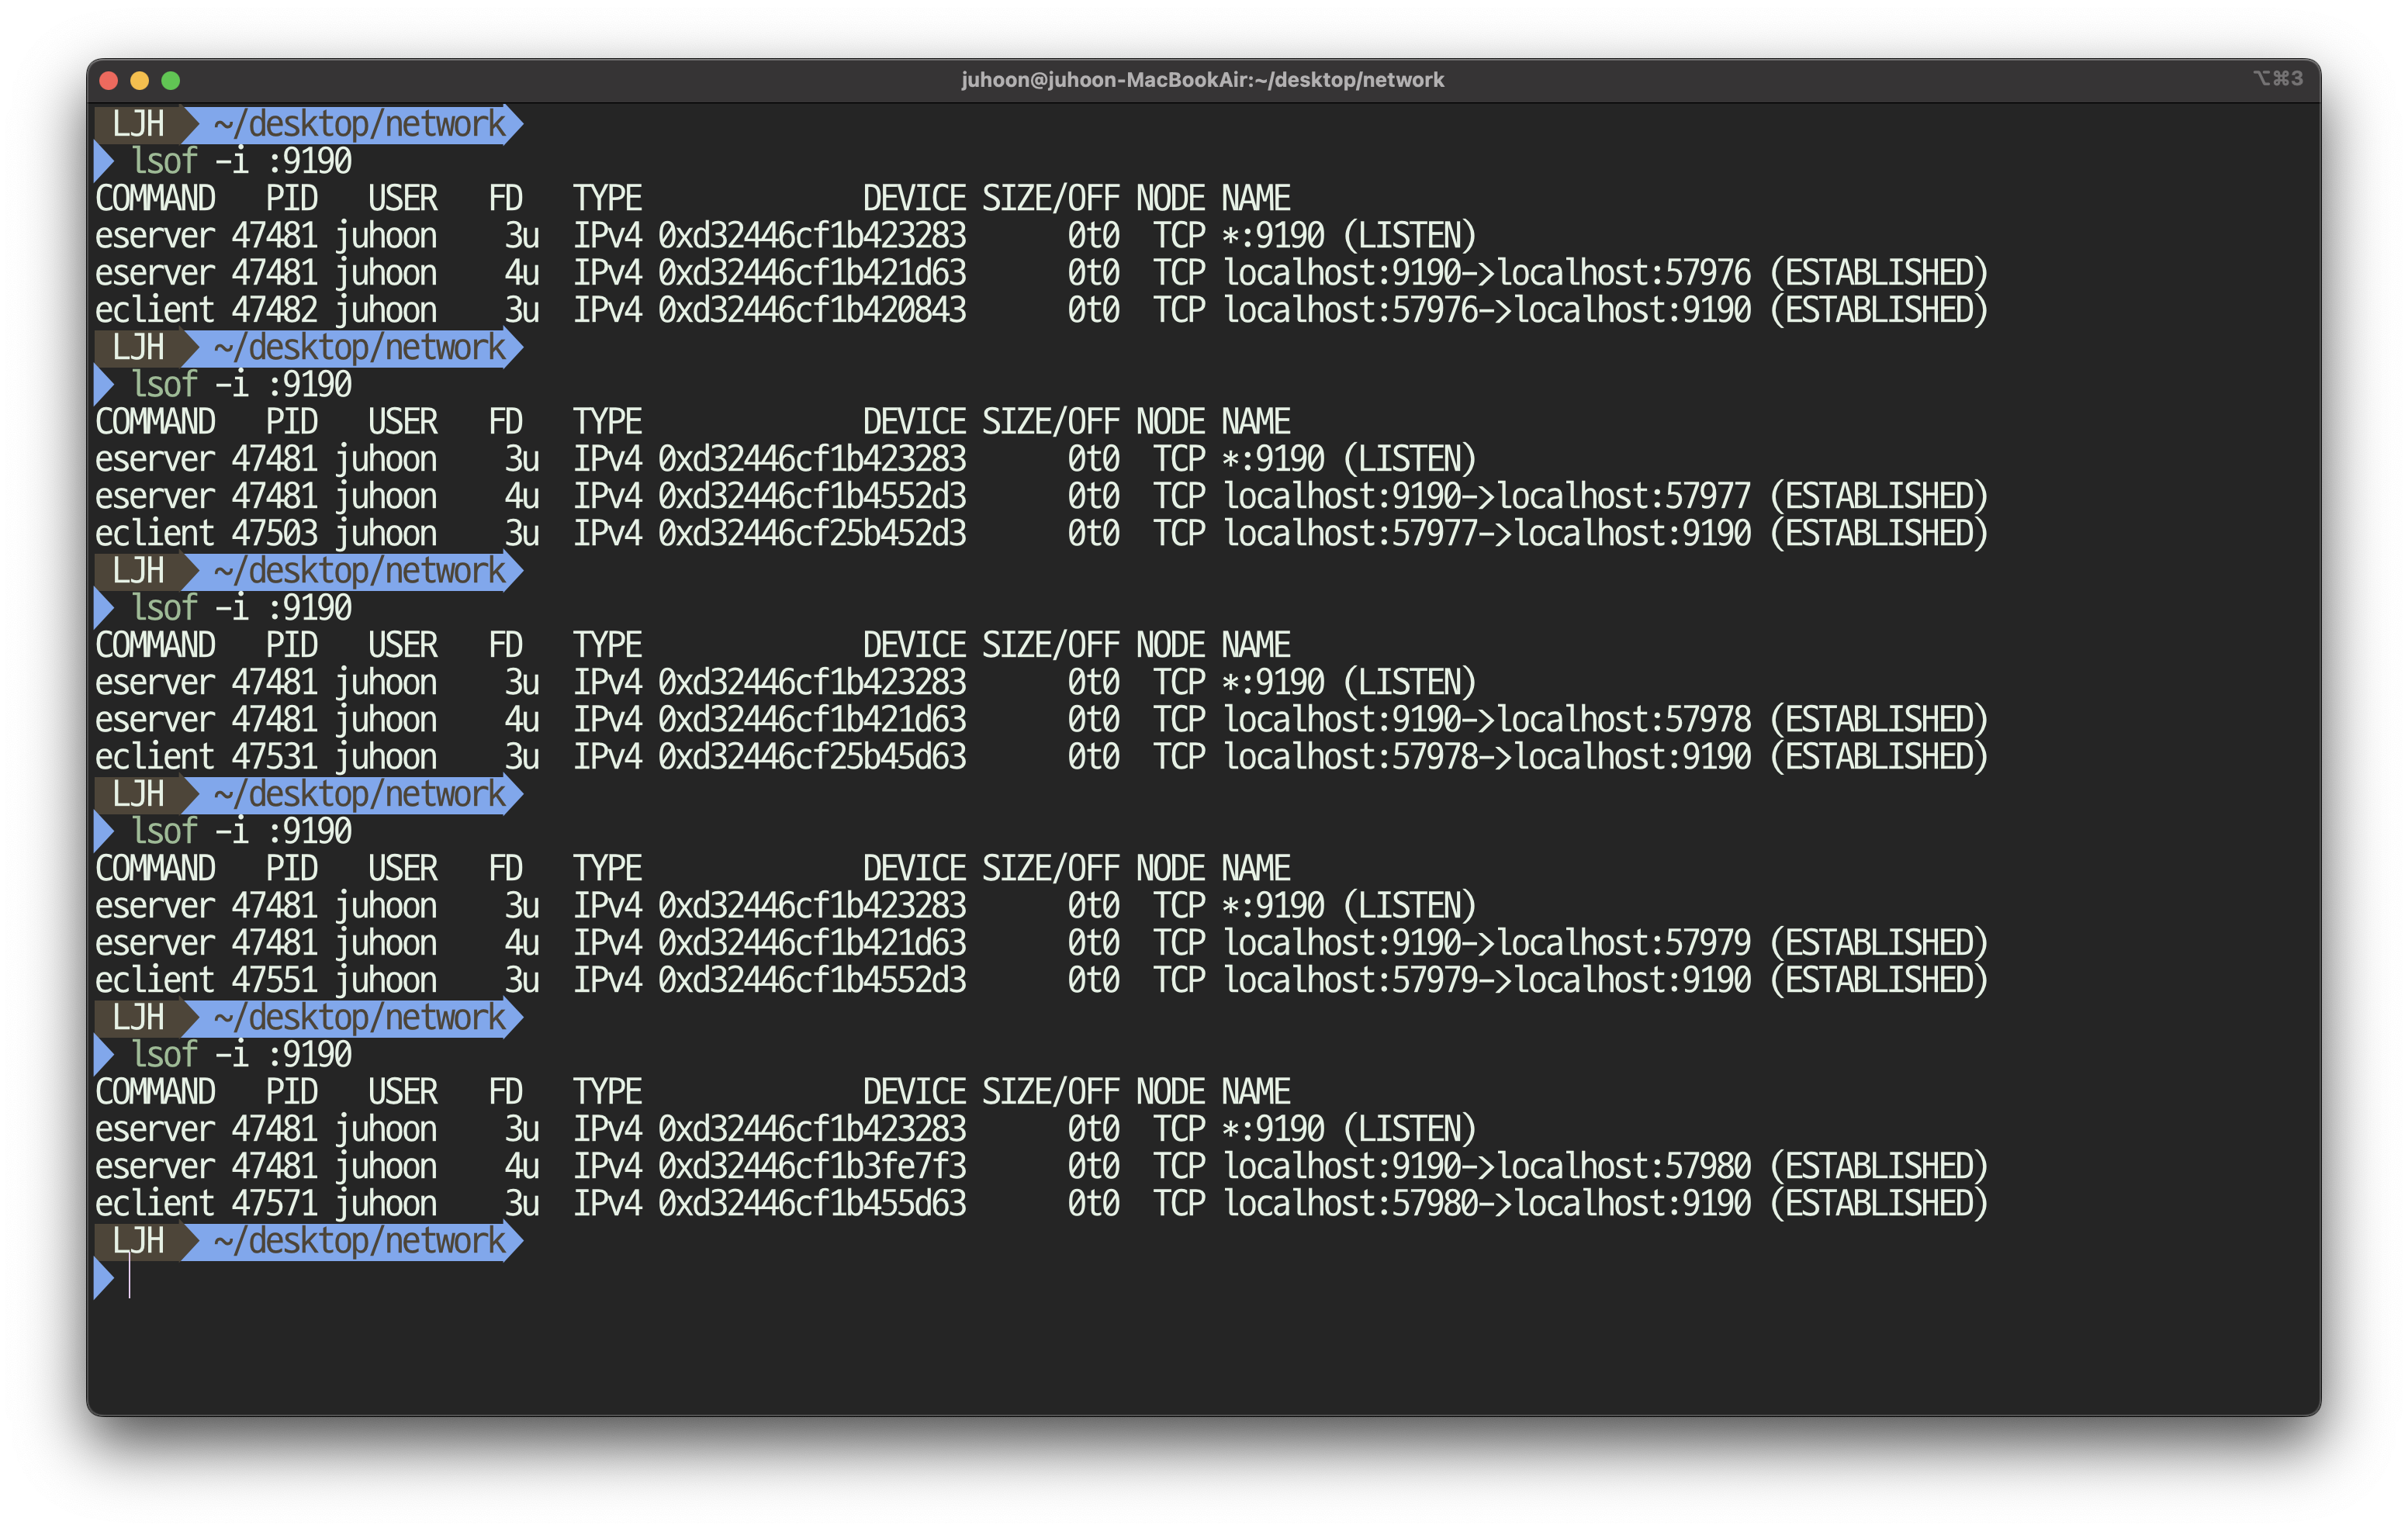 juhoon@juhoon-MacBookAir:~/desktop/network ⌥⌘3
LJH ~/desktop/network
lsof -i :9190
COMMAND PID USER FD TYPE DEVICE SIZE/OFF NODE NAME
eserver 47481 juhoon 3u IPv4 0xd32446cf1b423283 0t0 TCP *:9190 (LISTEN)
eserver 47481 juhoon 4u IPv4 0xd32446cf1b421d63 0t0 TCP localhost:9190->localhost:57976 (ESTABLISHED)
eclient 47482 juhoon 3u IPv4 0xd32446cf1b420843 0t0 TCP localhost:57976->localhost:9190 (ESTABLISHED)
LJH ~/desktop/network
lsof -i :9190
COMMAND PID USER FD TYPE DEVICE SIZE/OFF NODE NAME
eserver 47481 juhoon 3u IPv4 0xd32446cf1b423283 0t0 TCP *:9190 (LISTEN)
eserver 47481 juhoon 4u IPv4 0xd32446cf1b4552d3 0t0 TCP localhost:9190->localhost:57977 (ESTABLISHED)
eclient 47503 juhoon 3u IPv4 0xd32446cf25b452d3 0t0 TCP localhost:57977->localhost:9190 (ESTABLISHED)
LJH ~/desktop/network
lsof -i :9190
COMMAND PID USER FD TYPE DEVICE SIZE/OFF NODE NAME
eserver 47481 juhoon 3u IPv4 0xd32446cf1b423283 0t0 TCP *:9190 (LISTEN)
eserver 47481 juhoon 4u IPv4 0xd32446cf1b421d63 0t0 TCP localhost:9190->localhost:57978 (ESTABLISHED)
eclient 47531 juhoon 3u IPv4 0xd32446cf25b45d63 0t0 TCP localhost:57978->localhost:9190 (ESTABLISHED)
LJH ~/desktop/network
lsof -i :9190
COMMAND PID USER FD TYPE DEVICE SIZE/OFF NODE NAME
eserver 47481 juhoon 3u IPv4 0xd32446cf1b423283 0t0 TCP *:9190 (LISTEN)
eserver 47481 juhoon 4u IPv4 0xd32446cf1b421d63 0t0 TCP localhost:9190->localhost:57979 (ESTABLISHED)
eclient 47551 juhoon 3u IPv4 0xd32446cf1b4552d3 0t0 TCP localhost:57979->localhost:9190 (ESTABLISHED)
LJH ~/desktop/network
lsof -i :9190
COMMAND PID USER FD TYPE DEVICE SIZE/OFF NODE NAME
eserver 47481 juhoon 3u IPv4 0xd32446cf1b423283 0t0 TCP *:9190 (LISTEN)
eserver 47481 juhoon 4u IPv4 0xd32446cf1b3fe7f3 0t0 TCP localhost:9190->localhost:57980 (ESTABLISHED)
eclient 47571 juhoon 3u IPv4 0xd32446cf1b455d63 0t0 TCP localhost:57980->localhost:9190 (ESTABLISHED)
LJH ~/desktop/network